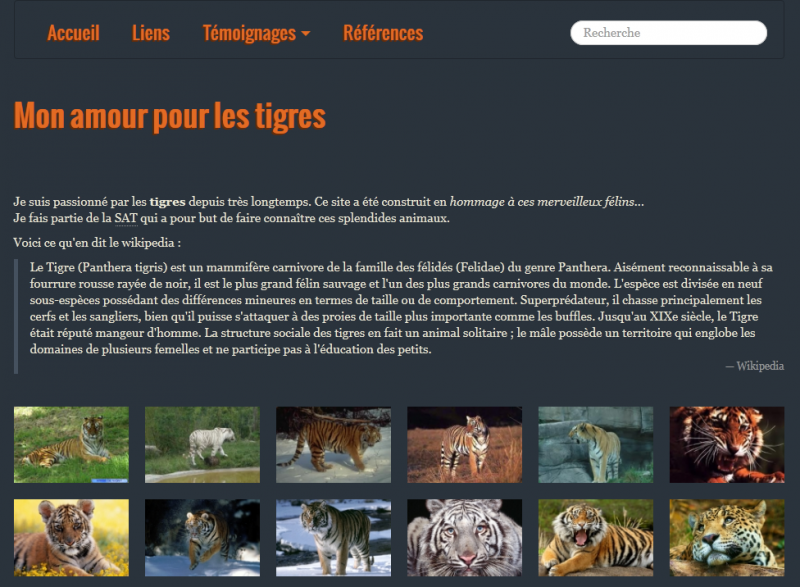 Accueil Liens Témoignages Références Recherche
Mon amour pour les tigres
Je suis passionné par les tigres depuis très longtemps. Ce site a été construit en hommage à ces merveilleux félins...
Je fais partie de la SAT qui a pour but de faire connaître ces splendides animaux.
Voici ce qu'en dit le wikipedia :
Le Tigre (Panthera tigris) est un mammifère carnivore de la famille des félidés (Felidae) du genre Panthera. Aisément reconnaissable à sa
fourrure rousse rayée de noir, il est le plus grand félin sauvage et l'un des plus grands carnivores du monde. L'espèce est divisée en neuf
sous-espèces possédant des différences mineures en termes de taille ou de comportement. Superprédateur, il chasse principalement les
cerfs et les sangliers, bien qu'il puisse s'attaquer à des proies de taille plus importante comme les buffles. Jusqu'au XIXe siècle, le Tigre
était réputé mangeur d'homme. La structure sociale des tigres en fait un animal solitaire ; le mâle possède un territoire qui englobe les
domaines de plusieurs femelles et ne participe pas à l'éducation des petits.
— Wikipedia